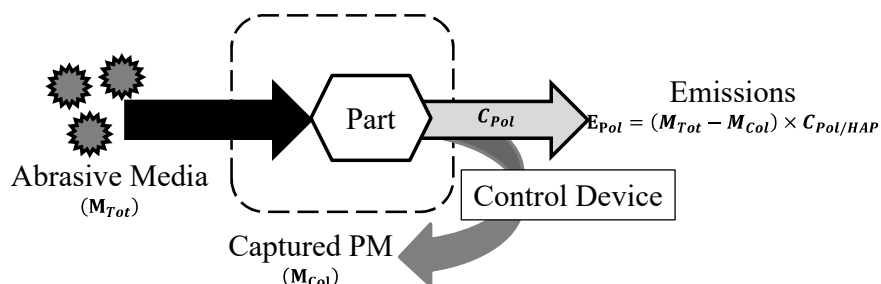 Emissions
E_Pol = (M_Tot − M_Col) × C_Pol/HAP
C_Pol
Part
Abrasive Media
(M_Tot)
Control Device
Captured PM
(M_Col)